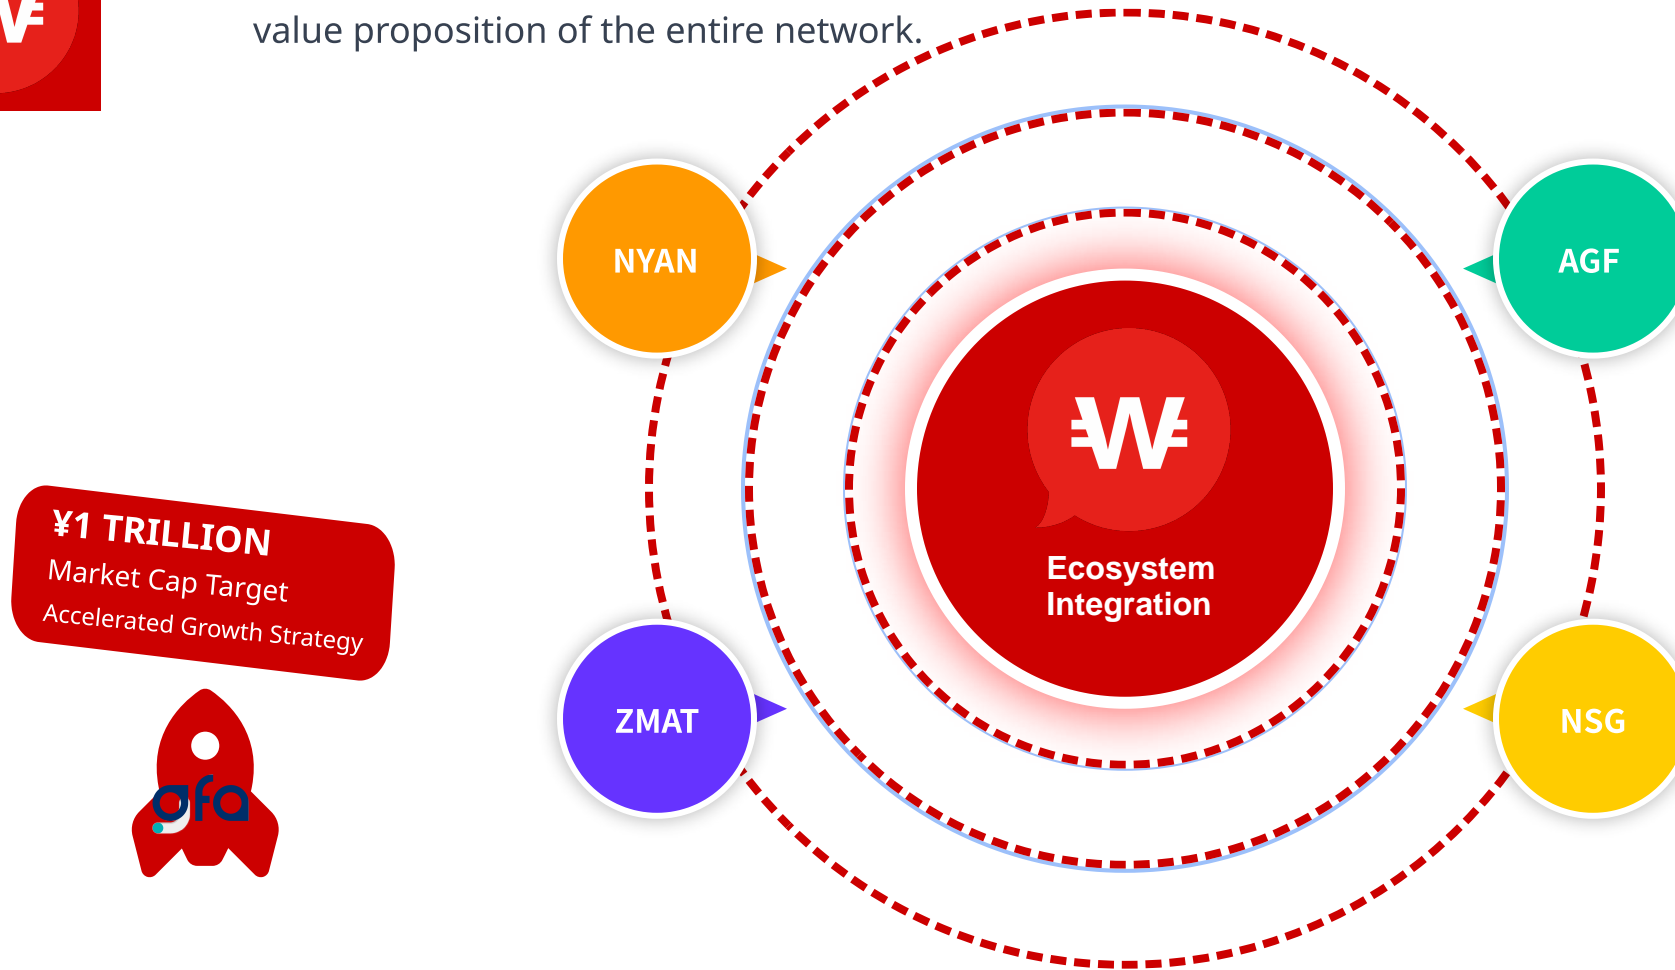 value proposition of the entire network.
NYAN
AGF
₩
Ecosystem
Integration
¥1 TRILLION
Market Cap Target
Accelerated Growth Strategy
ZMAT
NSG
gfa